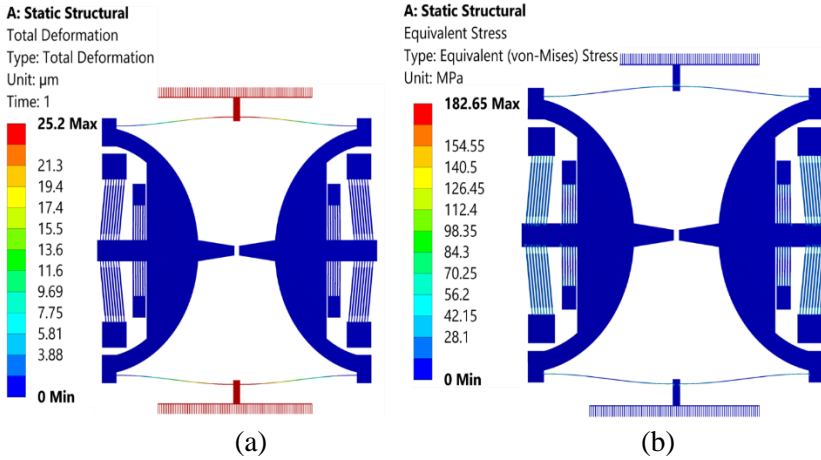 A: Static Structural
Total Deformation
Type: Total Deformation
Unit: µm
Time: 1
25.2 Max
21.3
19.4
17.4
15.5
13.6
11.6
9.69
7.75
5.81
3.88
0 Min
(a)
A: Static Structural
Equivalent Stress
Type: Equivalent (von-Mises) Stress
Unit: MPa
182.65 Max
154.55
140.5
126.45
112.4
98.35
84.3
70.25
56.2
42.15
28.1
0 Min
(b)